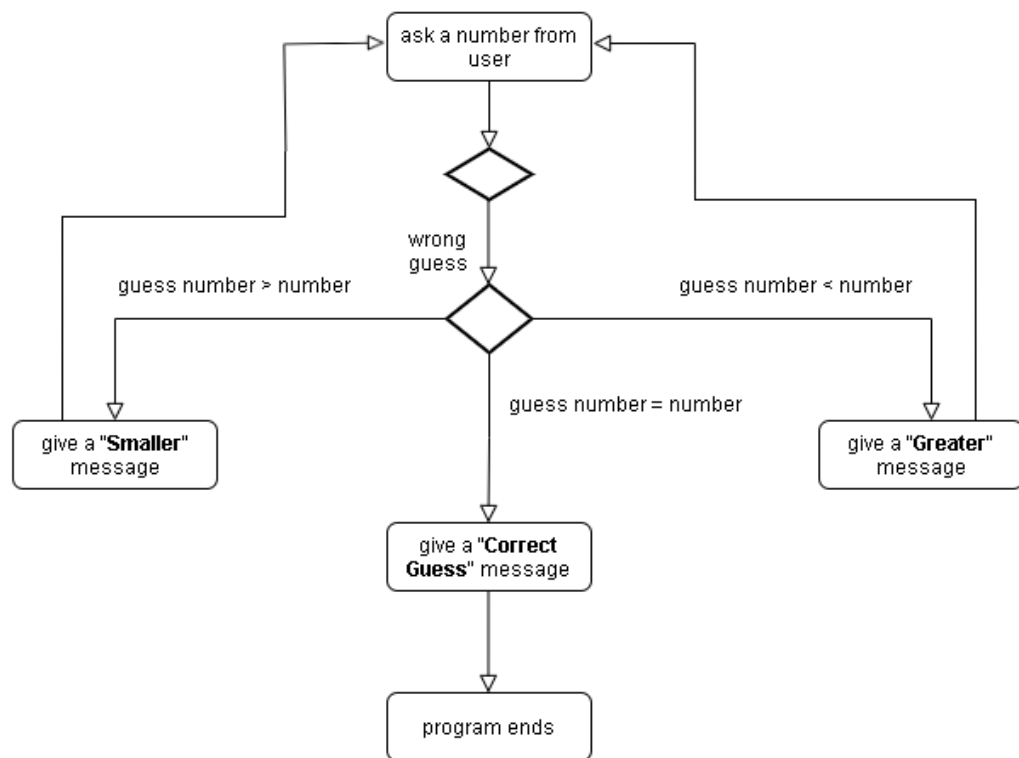 ask a number from
user
wrong
guess
guess number > number
guess number < number
guess number = number
give a "Smaller"
message
give a "Greater"
message
give a "Correct
Guess" message
program ends